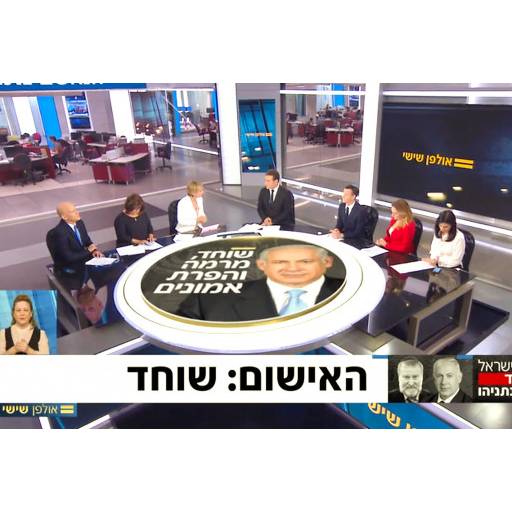 אולפן שישי
שוחד,
מרמה
והפרת
אמונים
האישום: שוחד
ישראל
נתניהו
אולפן שישי